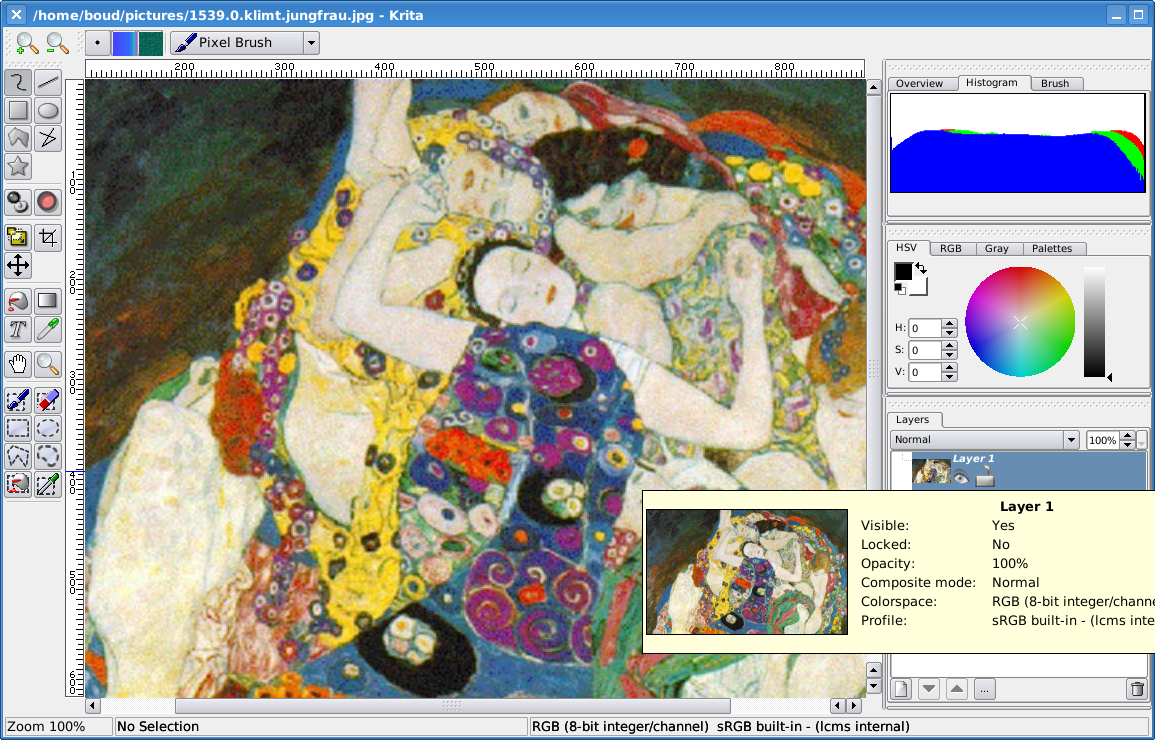 /home/boud/pictures/1539.0.klimt.jungfrau.jpg - Krita
Pixel Brush
200 300 400 500 600 700 800
100
200
300
400
500
600
Overview Histogram Brush
HSV RGB Gray Palettes
H: 0
S: 0
V: 0
Layers
Normal 100%
Layer 1
Layer 1
Visible: Yes
Locked: No
Opacity: 100%
Composite mode: Normal
Colorspace: RGB (8-bit integer/channe
Profile: sRGB built-in - (lcms inte
...
Zoom 100% No Selection RGB (8-bit integer/channel) sRGB built-in - (lcms internal)